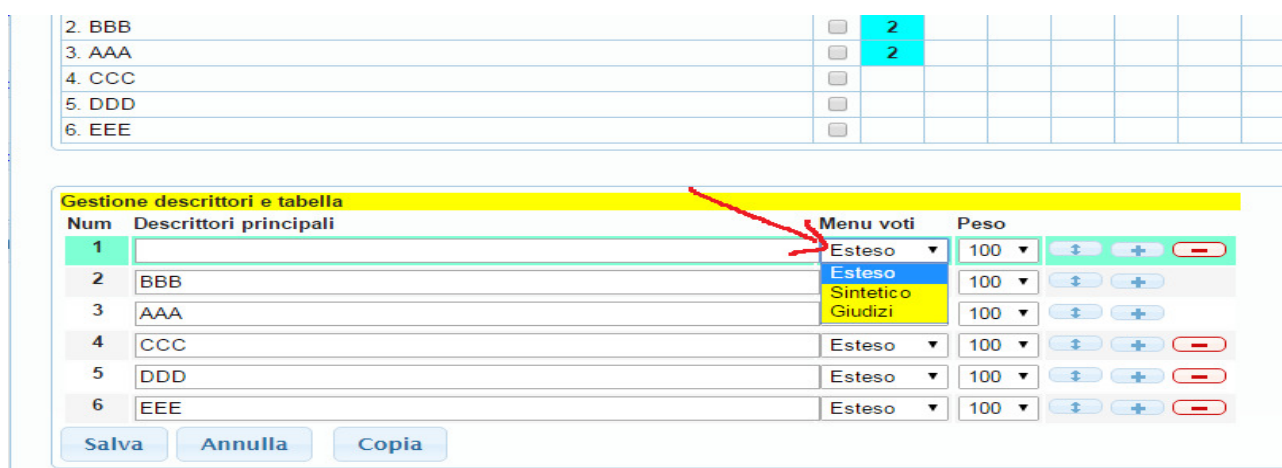 2. BBB 2
3. AAA 2
4. CCC
5. DDD
6. EEE
Gestione descrittori e tabella
Num Descrittori principali Menu voti Peso
1 Esteso 100
Esteso
2 BBB 100
Sintetico
Giudizi
3 AAA 100
4 CCC Esteso 100
5 DDD Esteso 100
6 EEE Esteso 100
Salva Annulla Copia